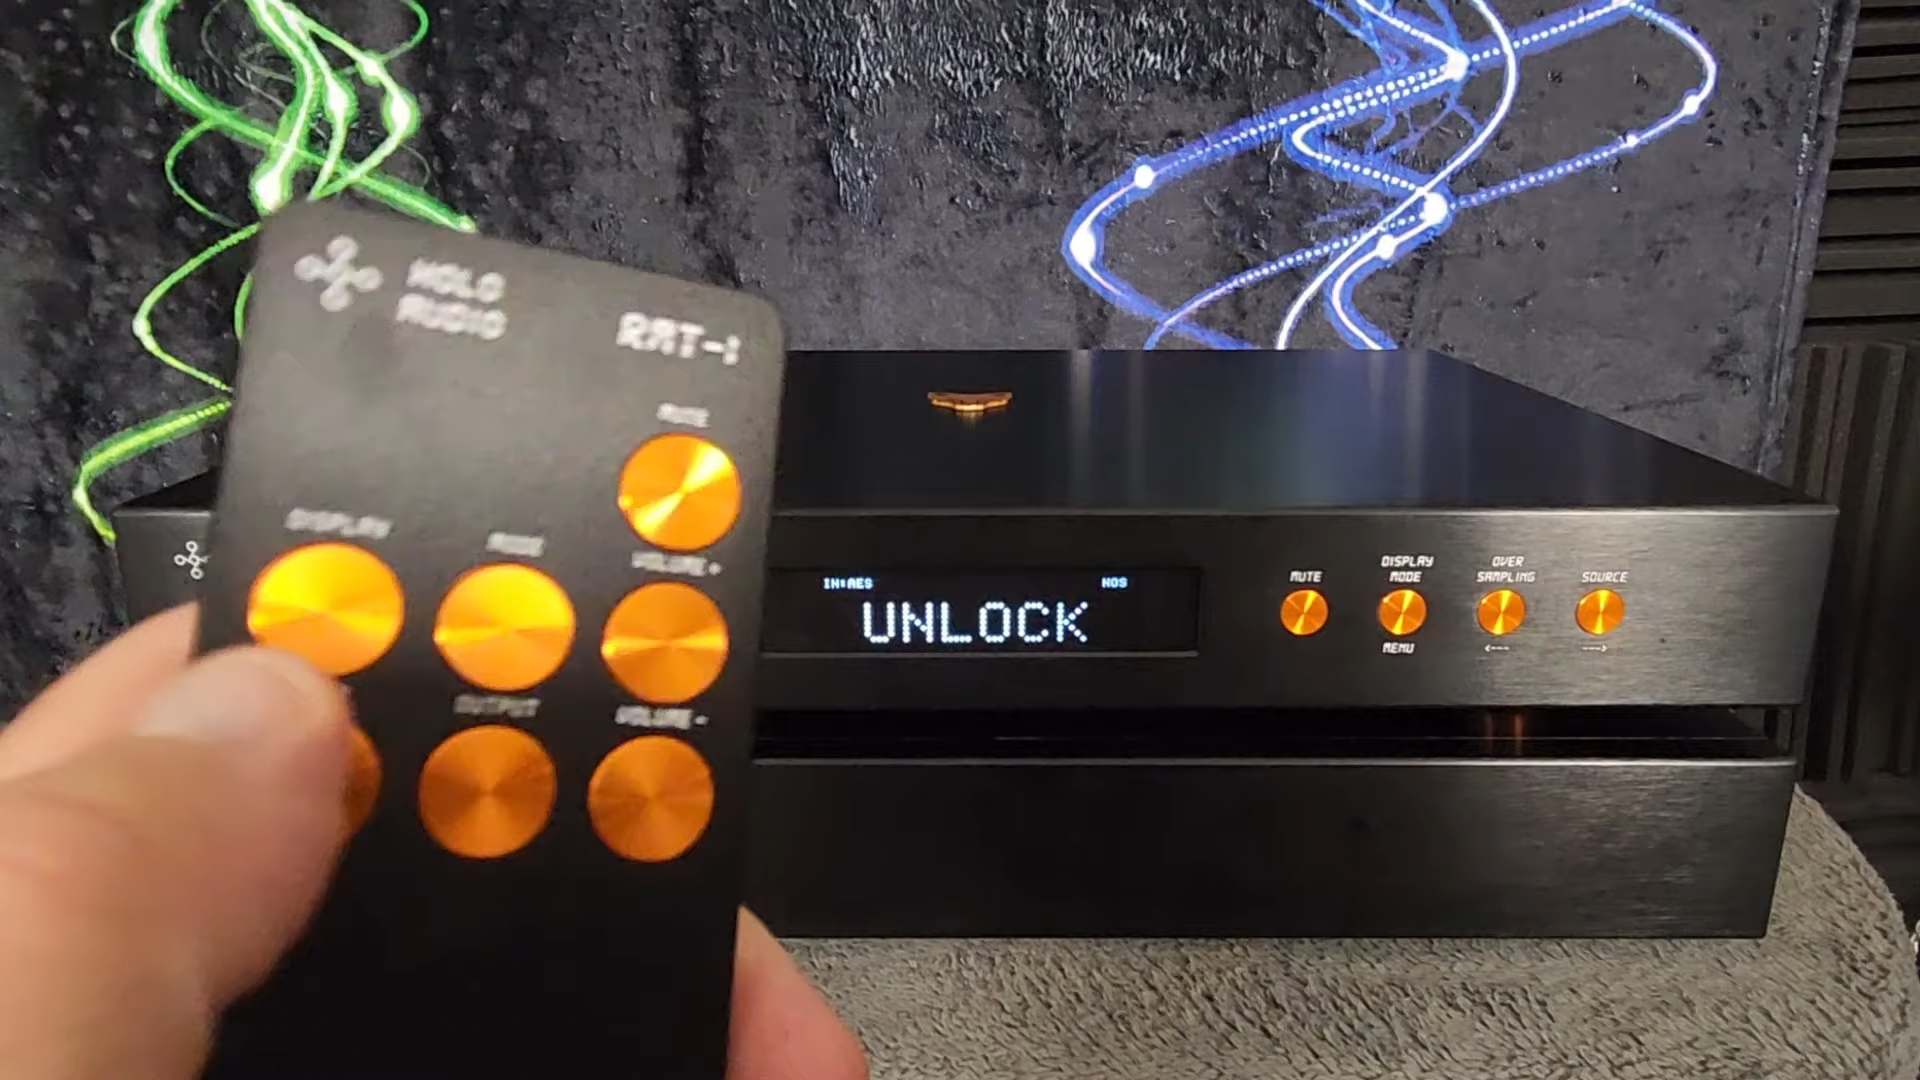 HOLO
AUDIO
RMT-1
MUTE
DISPLAY
MODE
VOLUME +
OUTPUT
VOLUME -
IN:AES
NOS
UNLOCK
MUTE
DISPLAY
MODE
OVER
SAMPLING
SOURCE
MENU
<---
--->